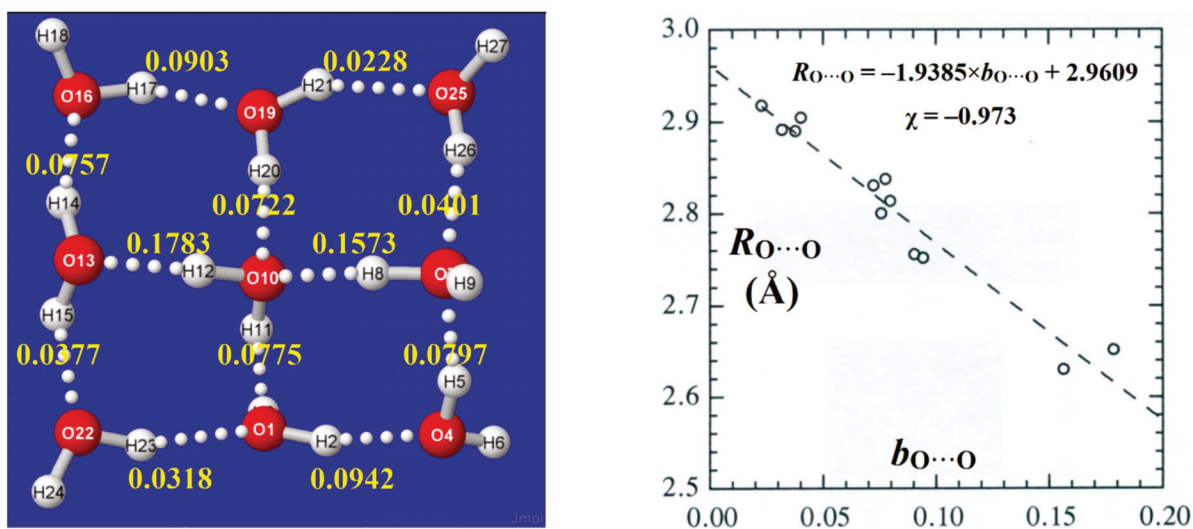 H18
H27
0.0903
0.0228
H17
H21
O16
O19
O25
H26
0.0757
H20
H14
0.0722
0.0401
O13
0.1783
0.1573
H12
O10
H8
H9
H15
H11
0.0377
0.0775
0.0797
H5
O22
O1
O4
H23
H2
H6
H24
0.0318
0.0942
Jmol
3.0
2.9
2.8
2.7
2.6
2.5
R_O···O = –1.9385×b_O···O + 2.9609
χ = –0.973
R_O···O
(Å)
b_O···O
0.00 0.05 0.10 0.15 0.20